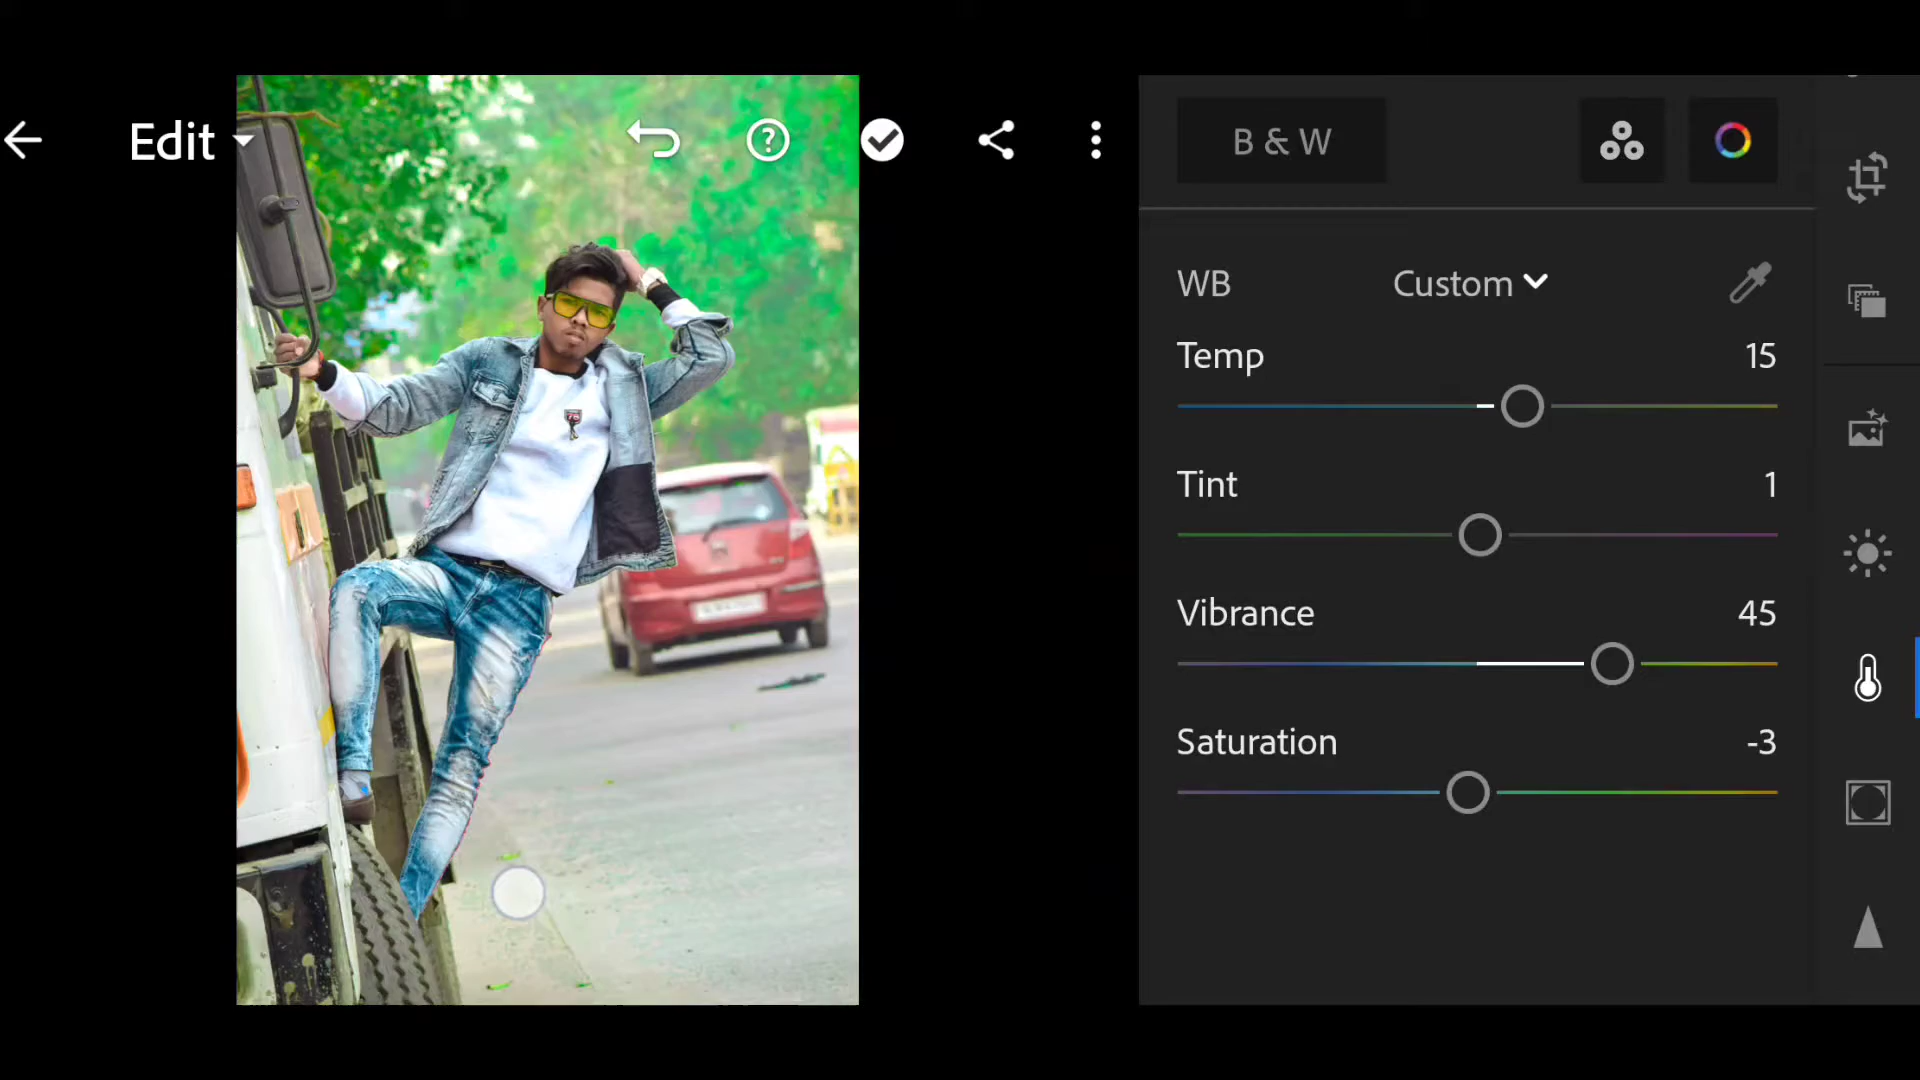 Edit
B & W
WB Custom
Temp 15
Tint 1
Vibrance 45
Saturation -3